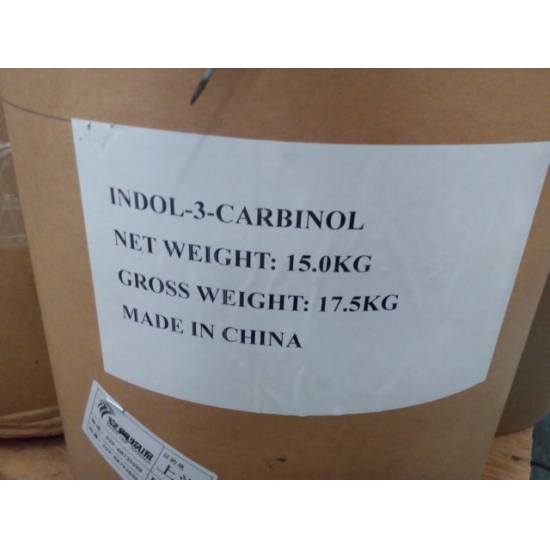 INDOL-3-CARBINOL
NET WEIGHT: 15.0KG
GROSS WEIGHT: 17.5KG
MADE IN CHINA